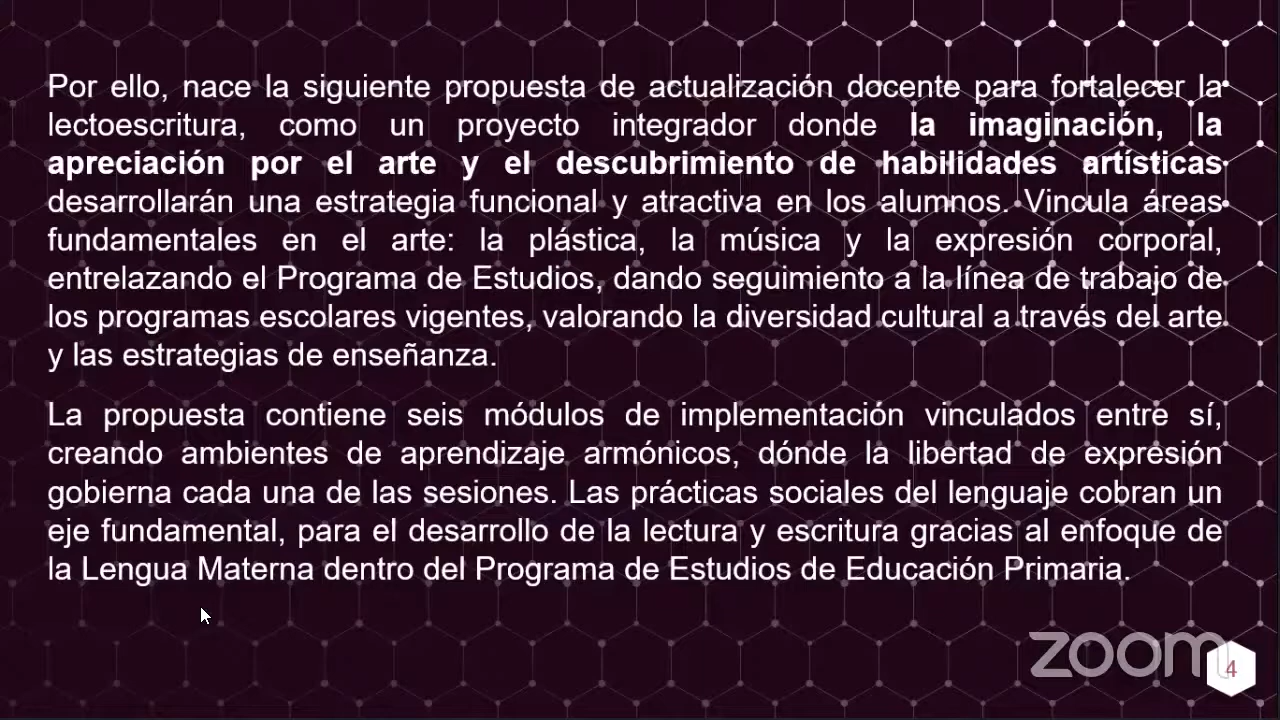 Por ello, nace la siguiente propuesta de actualización docente para fortalecer la
lectoescritura, como un proyecto integrador donde la imaginación, la
apreciación por el arte y el descubrimiento de habilidades artísticas
desarrollarán una estrategia funcional y atractiva en los alumnos. Vincula áreas
fundamentales en el arte: la plástica, la música y la expresión corporal,
entrelazando el Programa de Estudios, dando seguimiento a la línea de trabajo de
los programas escolares vigentes, valorando la diversidad cultural a través del arte
y las estrategias de enseñanza.
La propuesta contiene seis módulos de implementación vinculados entre sí,
creando ambientes de aprendizaje armónicos, dónde la libertad de expresión
gobierna cada una de las sesiones. Las prácticas sociales del lenguaje cobran un
eje fundamental, para el desarrollo de la lectura y escritura gracias al enfoque de
la Lengua Materna dentro del Programa de Estudios de Educación Primaria.
zoom
4